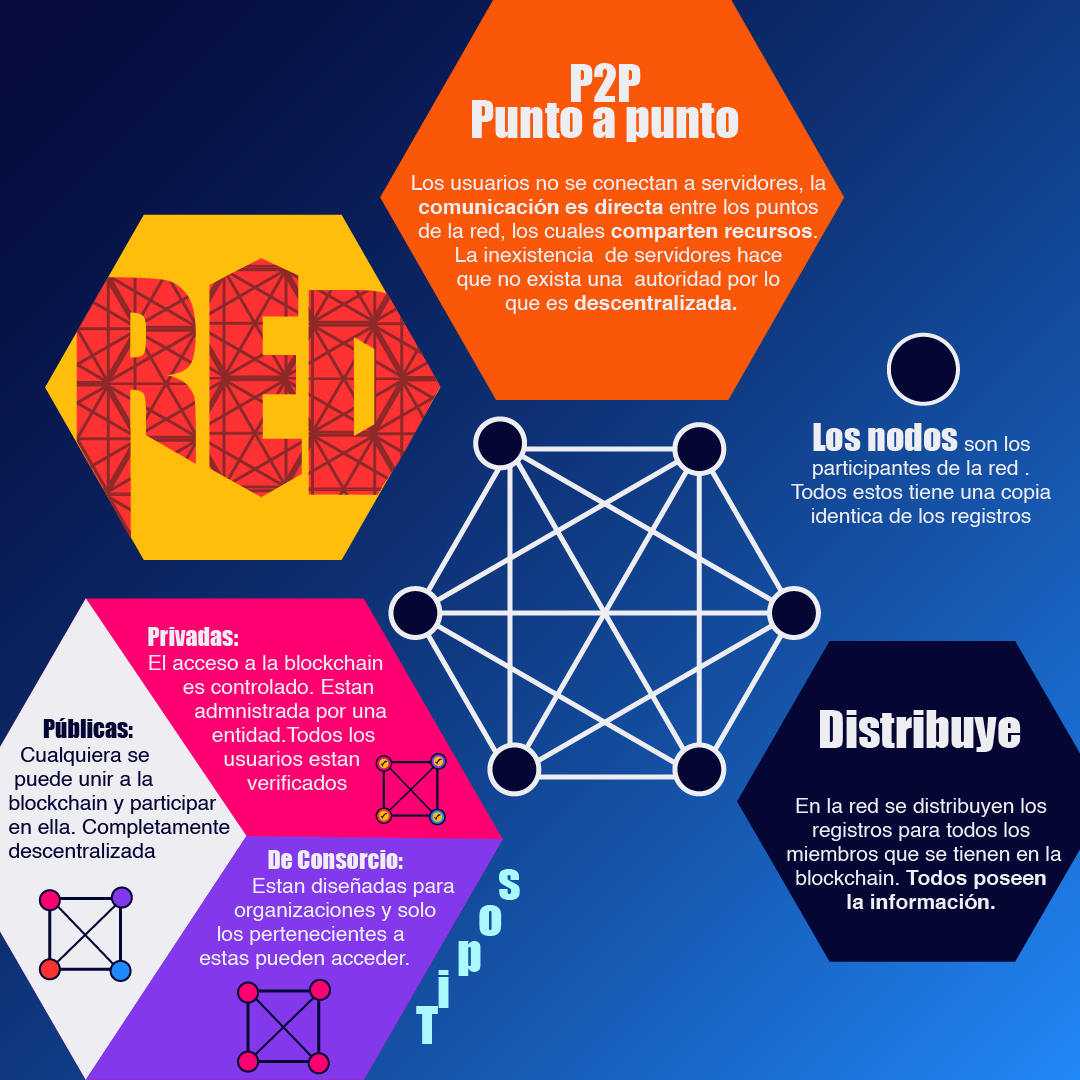 P2P
Punto a punto
Los usuarios no se conectan a servidores, la
comunicación es directa entre los puntos
de la red, los cuales comparten recursos.
La inexistencia de servidores hace
que no exista una autoridad por lo
que es descentralizada.
RED
Los nodos son los
participantes de la red .
Todos estos tiene una copia
identica de los registros
Privadas:
El acceso a la blockchain
es controlado. Estan
admnistrada por una
entidad.Todos los
usuarios estan
verificados
Públicas:
Cualquiera se
puede unir a la
blockchain y participar
en ella. Completamente
descentralizada
De Consorcio:
Estan diseñadas para
organizaciones y solo
los pertenecientes a
estas pueden acceder.
Tipos
Distribuye
En la red se distribuyen los
registros para todos los
miembros que se tienen en la
blockchain. Todos poseen
la información.